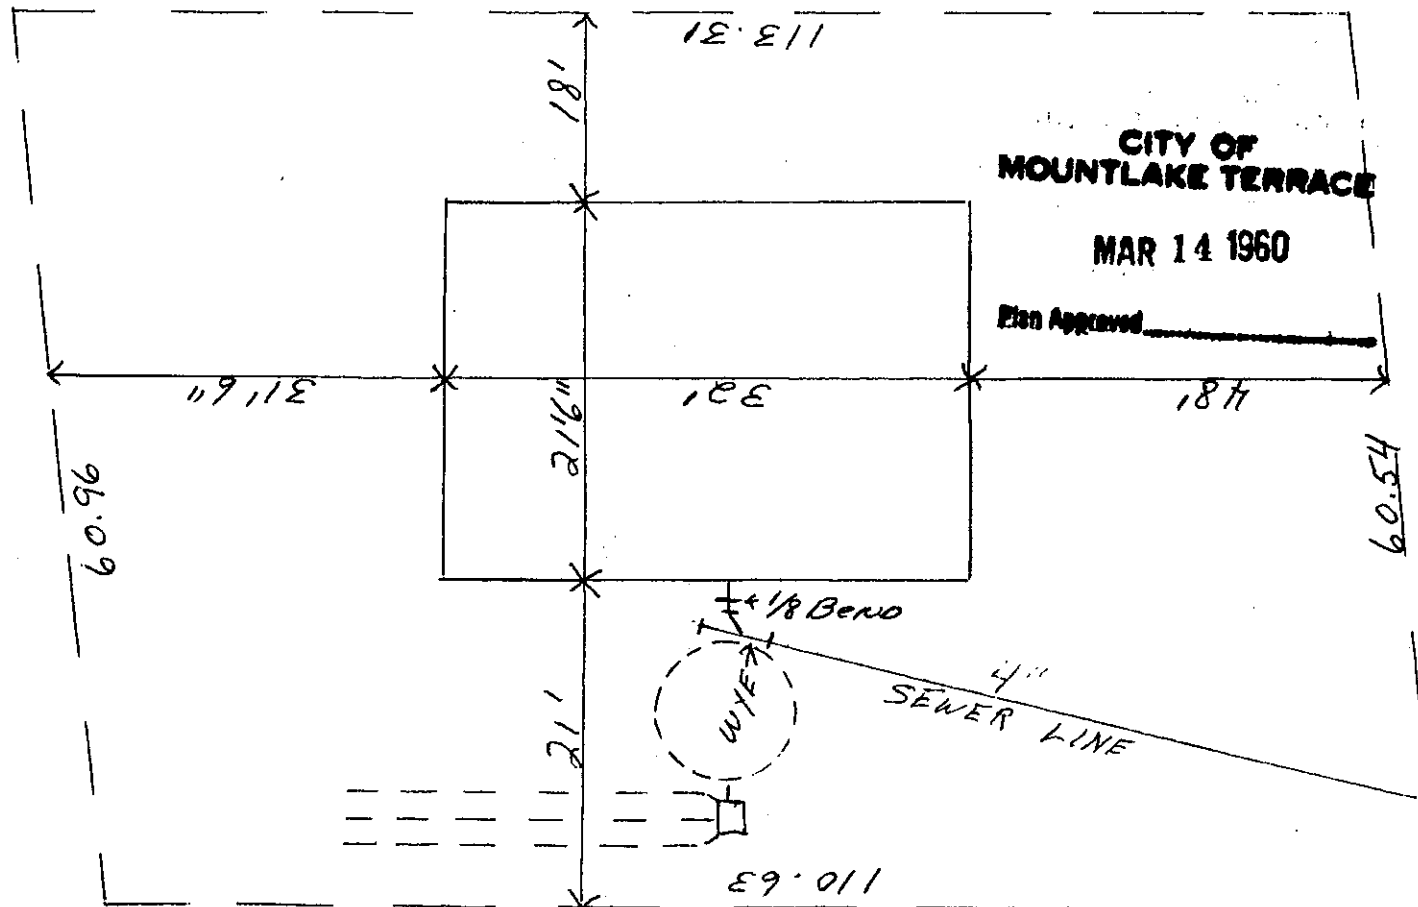 113.31
18'
CITY OF
MOUNTLAKE TERRACE
MAR 14 1960
Plan Approved
31'6"
21'6"
32'
48'
60.96
60.54
1/8 Bend
WYE
4"
SEWER LINE
21'
110.63